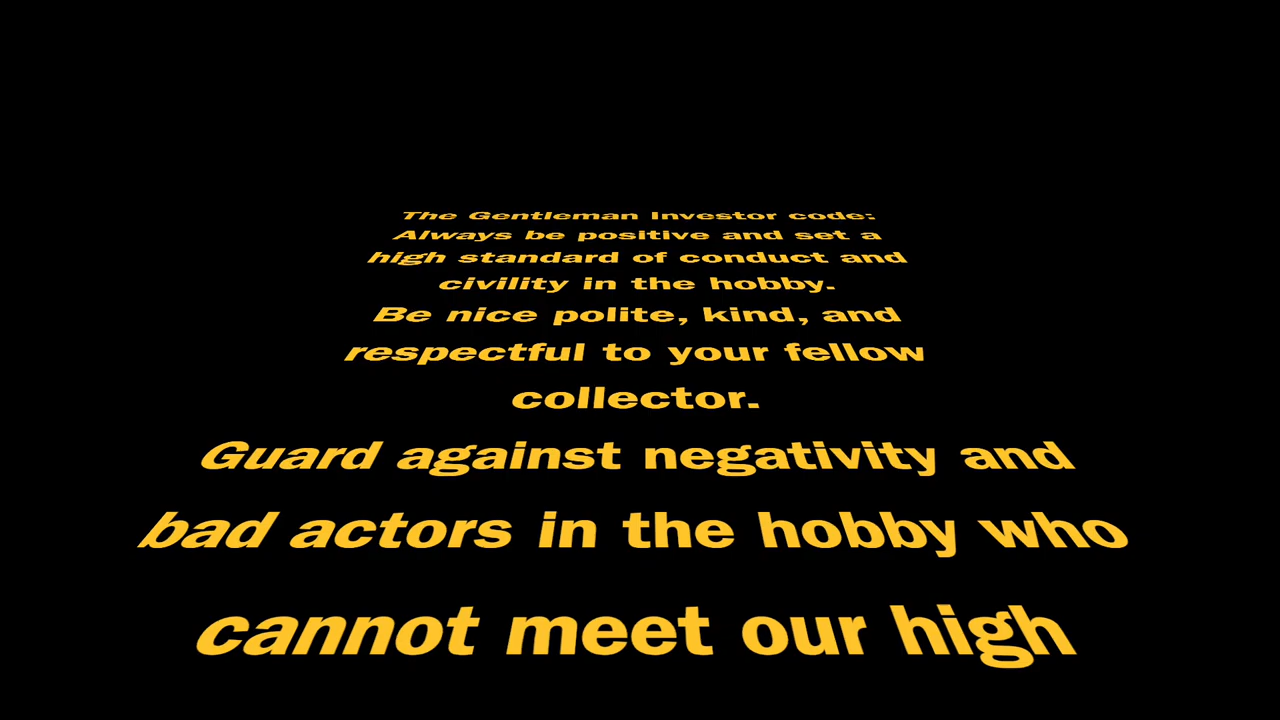 The Gentleman Investor code:
Always be positive and set a
high standard of conduct and
civility in the hobby.
Be nice polite, kind, and
respectful to your fellow
collector.
Guard against negativity and
bad actors in the hobby who
cannot meet our high